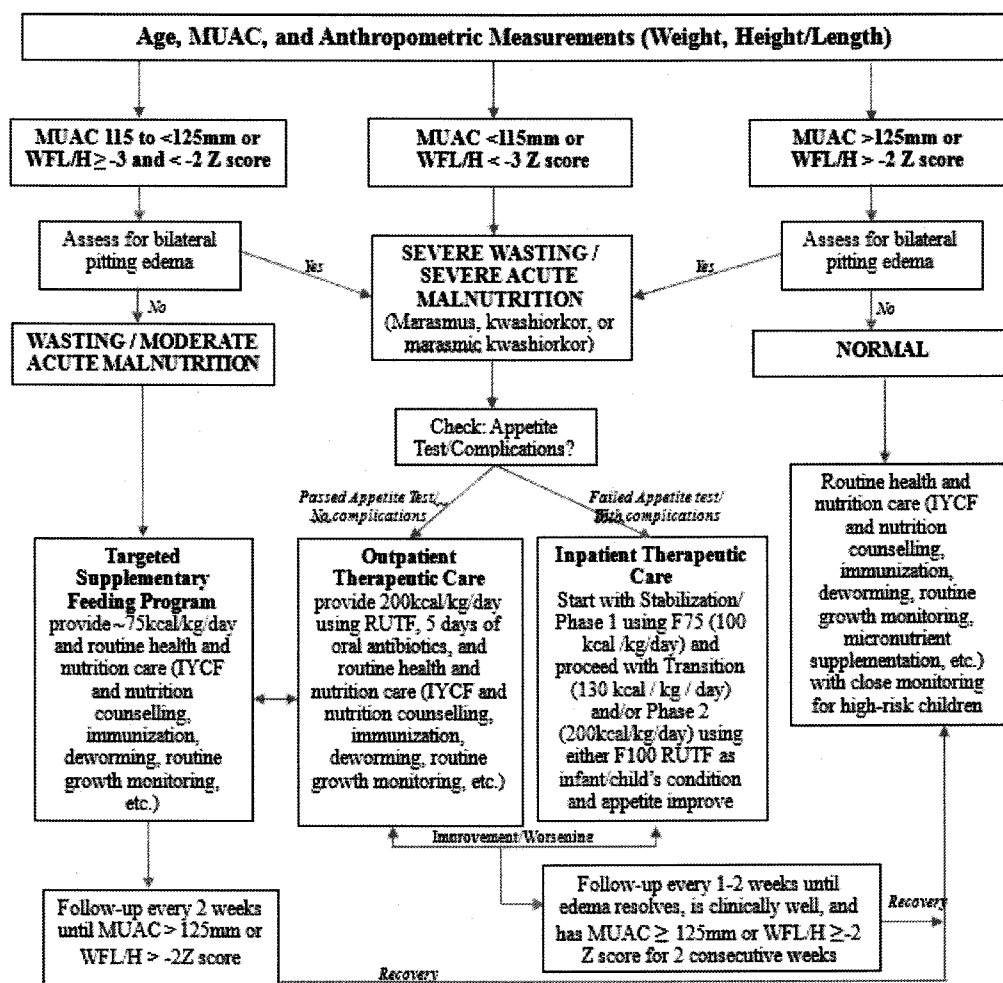 Age, MUAC, and Anthropometric Measurements (Weight, Height/Length)
MUAC 115 to <125mm or
WFL/H ≥ -3 and < -2 Z score
MUAC <115mm or
WFL/H < -3 Z score
MUAC >125mm or
WFL/H > -2 Z score
Assess for bilateral
pitting edema
Yes
SEVERE WASTING /
SEVERE ACUTE
MALNUTRITION
(Marasmus, kwashiorkor, or
marasmic kwashiorkor)
Yes
Assess for bilateral
pitting edema
No
No
WASTING / MODERATE
ACUTE MALNUTRITION
NORMAL
Check: Appetite
Test/Complications?
Passed Appetite Test/
No complications
Failed Appetite test/
With complications
Targeted
Supplementary
Feeding Program
provide ~75kcal/kg/day
and routine health and
nutrition care (IYCF
and nutrition
counselling,
immunization,
deworming, routine
growth monitoring,
etc.)
Outpatient
Therapeutic Care
provide 200kcal/kg/day
using RUTF, 5 days of
oral antibiotics, and
routine health and
nutrition care (IYCF and
nutrition counselling,
immunization,
deworming, routine
growth monitoring, etc.)
Inpatient Therapeutic
Care
Start with Stabilization/
Phase 1 using F75 (100
kcal /kg/day) and
proceed with Transition
(130 kcal / kg / day)
and/or Phase 2
(200kcal/kg/day) using
either F100 RUTF as
infant/child's condition
and appetite improve
Routine health and
nutrition care (IYCF
and nutrition
counselling,
immunization,
deworming, routine
growth monitoring,
micronutrient
supplementation, etc.)
with close monitoring
for high-risk children
Improvement/Worsening
Follow-up every 2 weeks
until MUAC > 125mm or
WFL/H > -2Z score
Follow-up every 1-2 weeks until
edema resolves, is clinically well, and
has MUAC ≥ 125mm or WFL/H ≥-2
Z score for 2 consecutive weeks
Recovery
Recovery